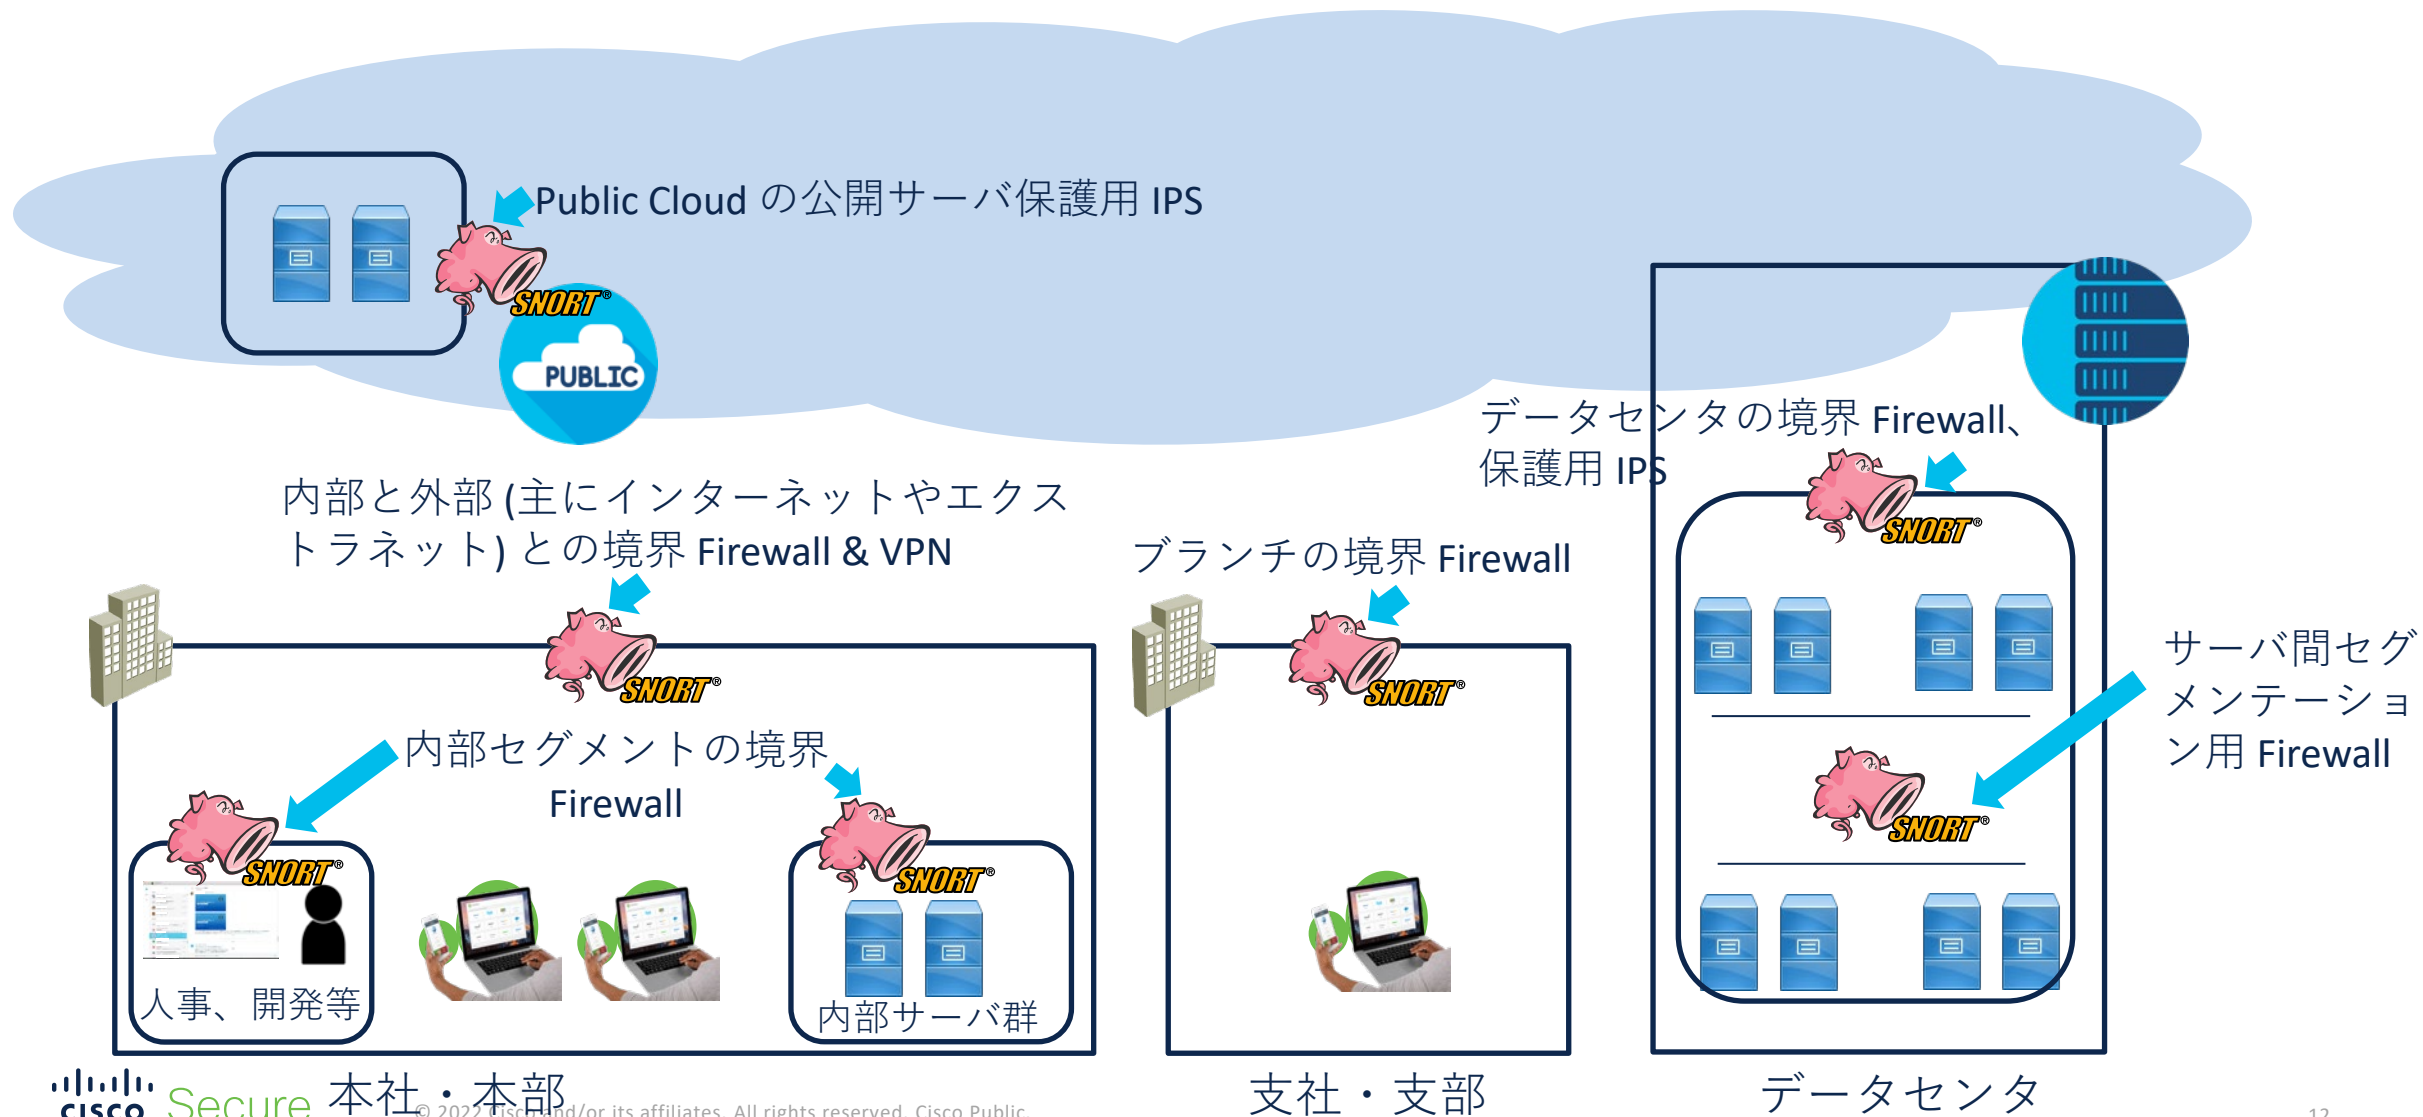 Public Cloud の公開サーバ保護用 IPS
SNORT®
PUBLIC
データセンタの境界 Firewall、
保護用 IPS
SNORT®
内部と外部 (主にインターネットやエクス
トラネット) との境界 Firewall & VPN
SNORT®
ブランチの境界 Firewall
SNORT®
サーバ間セグ
メンテーショ
ン用 Firewall
SNORT®
内部セグメントの境界
Firewall
SNORT®
SNORT®
人事、開発等
内部サーバ群
本社・本部
支社・支部
データセンタ
CISCO Secure
© 2022 Cisco and/or its affiliates. All rights reserved. Cisco Public.
12